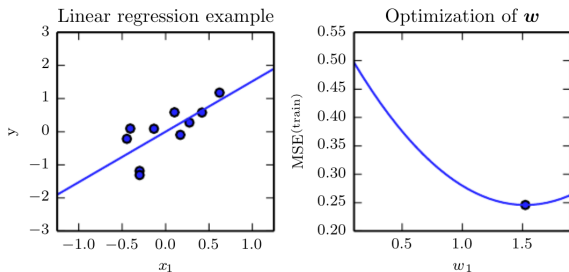 Linear regression example
3
2
1
0
−1
−2
−3
y
−1.0 −0.5 0.0 0.5 1.0
x₁
Optimization of w
0.55
0.50
0.45
0.40
0.35
0.30
0.25
0.20
MSE(train)
0.5 1.0 1.5
w₁